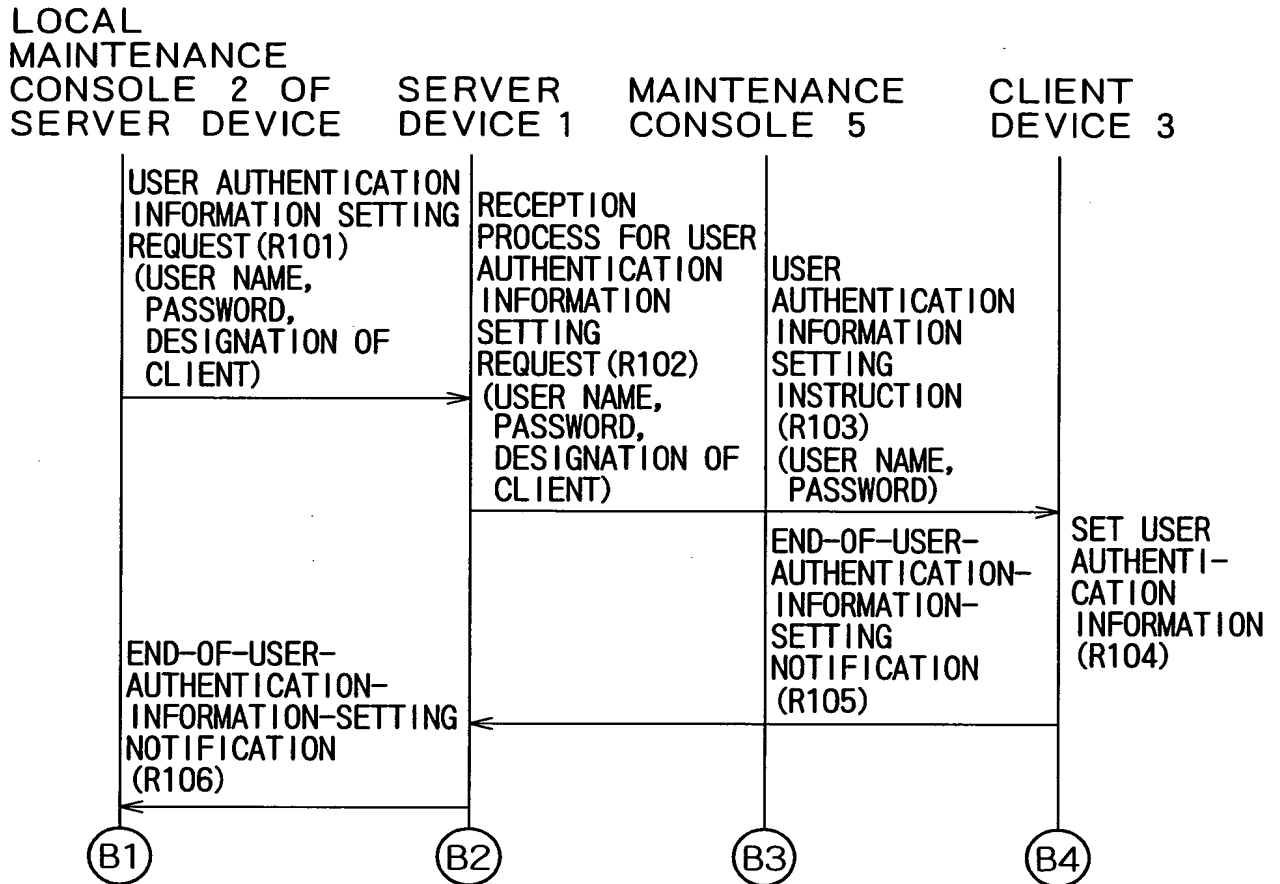 LOCAL
MAINTENANCE
CONSOLE 2 OF
SERVER DEVICE
SERVER
DEVICE 1
MAINTENANCE
CONSOLE 5
CLIENT
DEVICE 3
USER AUTHENTICATION
INFORMATION SETTING
REQUEST(R101)
(USER NAME,
PASSWORD,
DESIGNATION OF
CLIENT)
RECEPTION
PROCESS FOR USER
AUTHENTICATION
INFORMATION
SETTING
REQUEST(R102)
(USER NAME,
PASSWORD,
DESIGNATION OF
CLIENT)
USER
AUTHENTICATION
INFORMATION
SETTING
INSTRUCTION
(R103)
(USER NAME,
PASSWORD)
SET USER
AUTHENTI-
CATION
INFORMATION
(R104)
END-OF-USER-
AUTHENTICATION-
INFORMATION-
SETTING
NOTIFICATION
(R105)
END-OF-USER-
AUTHENTICATION-
INFORMATION-SETTING
NOTIFICATION
(R106)
B1
B2
B3
B4